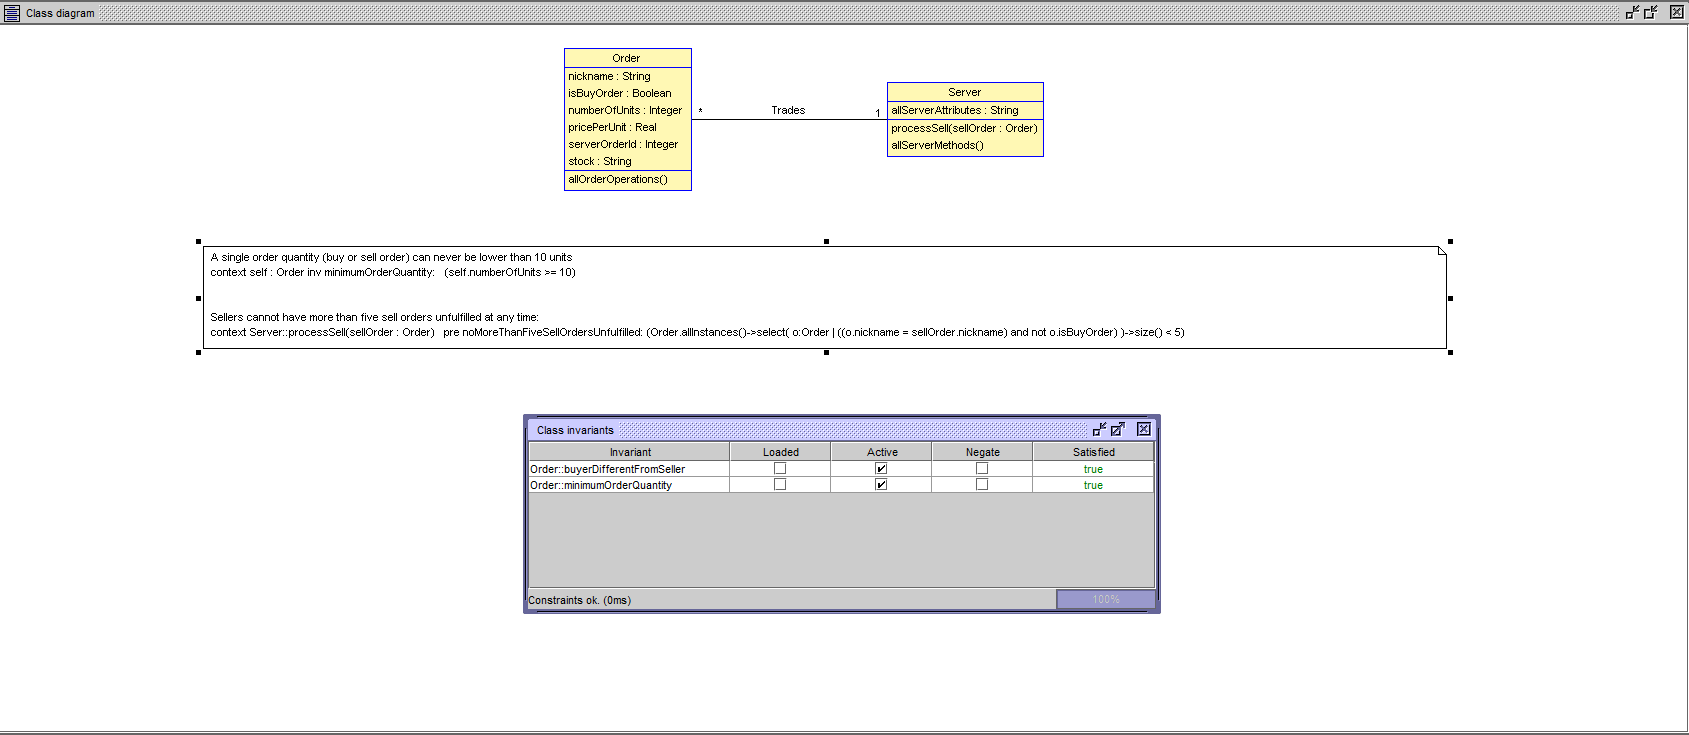 Class diagram
Order
nickname : String
isBuyOrder : Boolean
numberOfUnits : Integer
pricePerUnit : Real
serverOrderId : Integer
stock : String
allOrderOperations()
*
Trades
1
Server
allServerAttributes : String
processSell(sellOrder : Order)
allServerMethods()
A single order quantity (buy or sell order) can never be lower than 10 units
context self : Order inv minimumOrderQuantity: (self.numberOfUnits >= 10)
Sellers cannot have more than five sell orders unfulfilled at any time:
context Server::processSell(sellOrder : Order) pre noMoreThanFiveSellOrdersUnfulfilled: (Order.allInstances()->select( o:Order | ((o.nickname = sellOrder.nickname) and not o.isBuyOrder) )->size() < 5)
Class invariants
Invariant Loaded Active Negate Satisfied
Order::buyerDifferentFromSeller true
Order::minimumOrderQuantity true
Constraints ok. (0ms) 100%